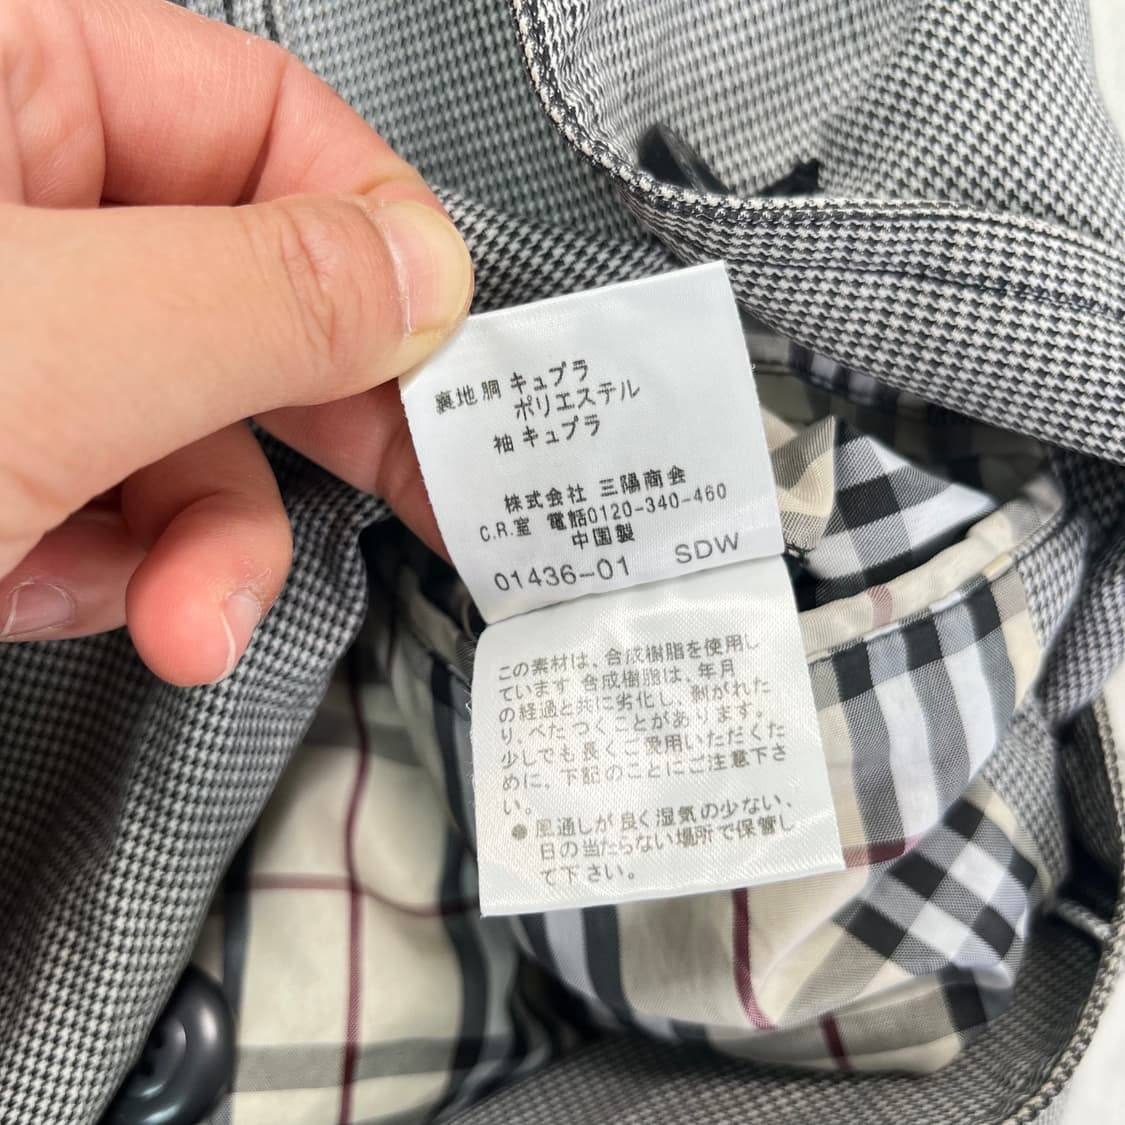 裏地 胴 キュプラ
ポリエステル
袖 キュプラ
株式会社 三陽商会
C.R.室 電話0120-340-460
中国製
01436-01 SDW
この素材は、合成樹脂を使用し
ています 合成樹脂は、年月
の経過と共に劣化し、剥がれた
り、べたつくことがあります。
少しでも長くご愛用いただくた
めに、下記のことにご注意下さ
い。
● 風通しが良く湿気の少ない、
日の当たらない場所で保管し
て下さい。